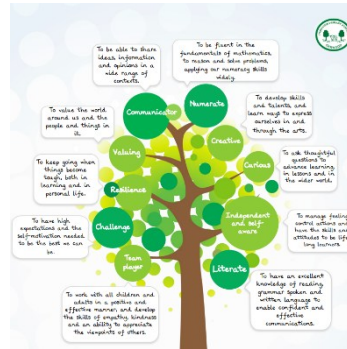 To be able to share
ideas, information
and opinions in a
wide range of
contexts.
To be fluent in the
fundamentals of mathematics,
to reason and solve problems,
applying our numeracy skills
widely.
Communicator
Numerate
To value the world
around us and the
people and things in
it.
To develop skills
and talents, and
learn ways to express
ourselves in and
through the arts.
Valuing
Creative
Curious
To keep going when
things become
tough, both in
learning and in
personal life.
To ask thoughtful
questions to
advance learning,
in lessons and in
the wider world.
Resilience
To have high
expectations and the
self-motivation needed
to be the best we can
be.
Challenge
Independent
and self-
aware
To manage feeling
control actions and
have the skills and
attitudes to be life
long learners.
Team
player
Literate
To work with all children and
adults in a positive and
effective manner, and develop
the skills of empathy, kindness
and an ability to appreciate
the viewpoints of others.
To have an excellent
knowledge of reading,
grammar spoken and
written language to
enable confident and
effective
communications.